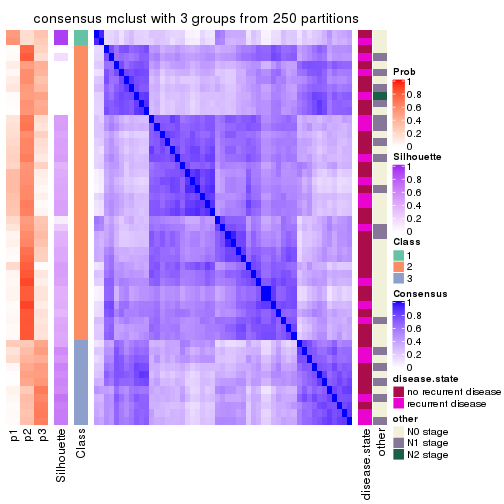 consensus mclust with 3 groups from 250 partitions
Prob
1
0.8
0.6
0.4
0.2
0
Silhouette
1
0.8
0.6
0.4
0.2
0
Class
1
2
3
Consensus
1
0.8
0.6
0.4
0.2
0
disease.state
no recurrent disease
recurrent disease
other
N0 stage
N1 stage
N2 stage
p1
p2
p3
Silhouette
Class
disease.state
other